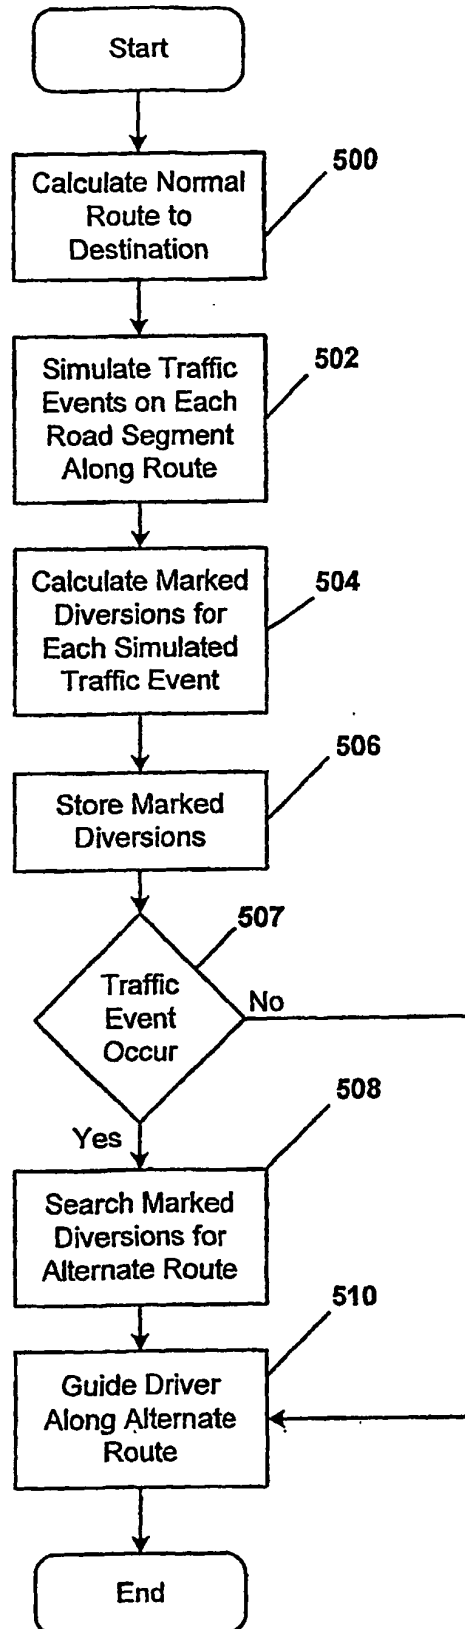 Start
500
Calculate Normal
Route to
Destination
502
Simulate Traffic
Events on Each
Road Segment
Along Route
504
Calculate Marked
Diversions for
Each Simulated
Traffic Event
506
Store Marked
Diversions
507
Traffic
Event
Occur
No
Yes
508
Search Marked
Diversions for
Alternate Route
510
Guide Driver
Along Alternate
Route
End